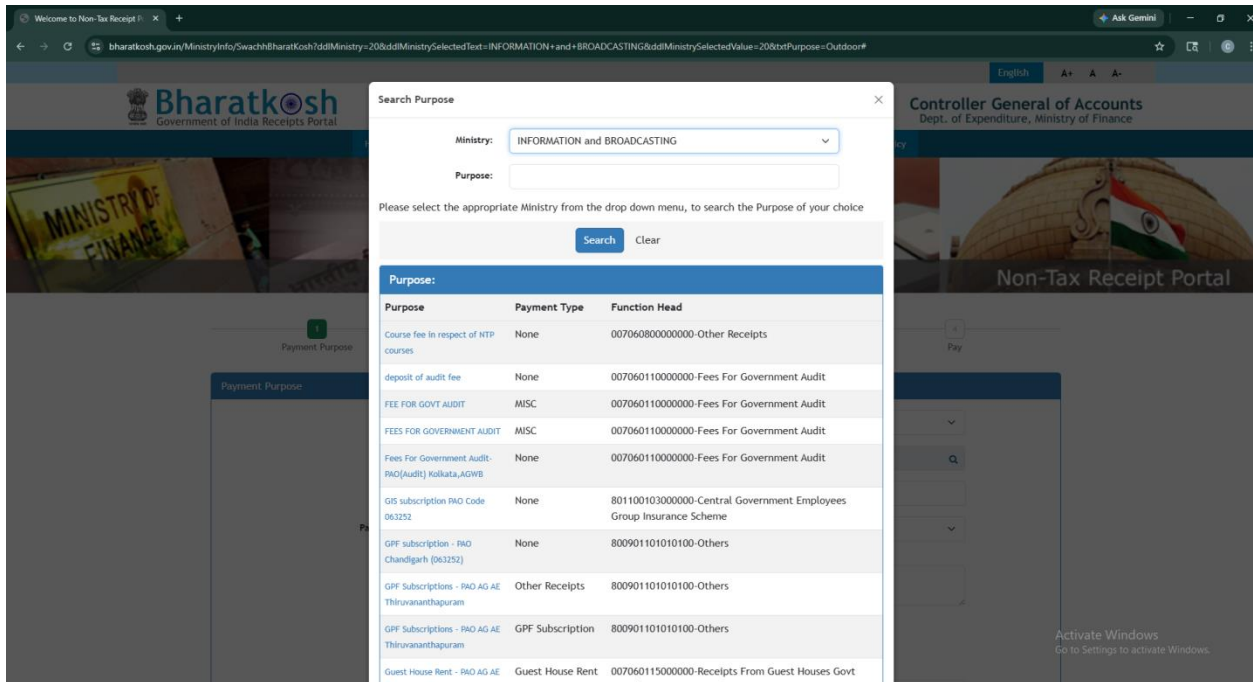 Welcome to Non-Tax Receipt P
Ask Gemini
bharatkosh.gov.in/MinistryInfo/SwachhBharatKosh?ddlMinistry=20&ddlMinistrySelectedText=INFORMATION+and+BROADCASTING&ddlMinistrySelectedValue=20&txtPurpose=Outdoor#
English A+ A A-
Bharatkosh
Government of India Receipts Portal
Controller General of Accounts
Dept. of Expenditure, Ministry of Finance
Search Purpose
Ministry: INFORMATION and BROADCASTING
Purpose:
Please select the appropriate Ministry from the drop down menu, to search the Purpose of your choice
Search Clear
MINISTRY OF
FINANCE
Non-Tax Receipt Portal
1
Payment Purpose
4
Pay
Payment Purpose
Purpose:
Purpose Payment Type Function Head
Course fee in respect of NTP None 007060800000000-Other Receipts
courses
deposit of audit fee None 007060110000000-Fees For Government Audit
FEE FOR GOVT AUDIT MISC 007060110000000-Fees For Government Audit
FEES FOR GOVERNMENT AUDIT MISC 007060110000000-Fees For Government Audit
Fees For Government Audit- None 007060110000000-Fees For Government Audit
PAO(Audit) Kolkata,AGWB
GIS subscription PAO Code None 801100103000000-Central Government Employees
063252 Group Insurance Scheme
GPF subscription - PAO None 800901101010100-Others
Chandigarh (063252)
GPF Subscriptions - PAO AG AE Other Receipts 800901101010100-Others
Thiruvananthapuram
GPF Subscriptions - PAO AG AE GPF Subscription 800901101010100-Others
Thiruvananthapuram
Guest House Rent - PAO AG AE Guest House Rent 007060115000000-Receipts From Guest Houses Govt
Activate Windows
Go to Settings to activate Windows.